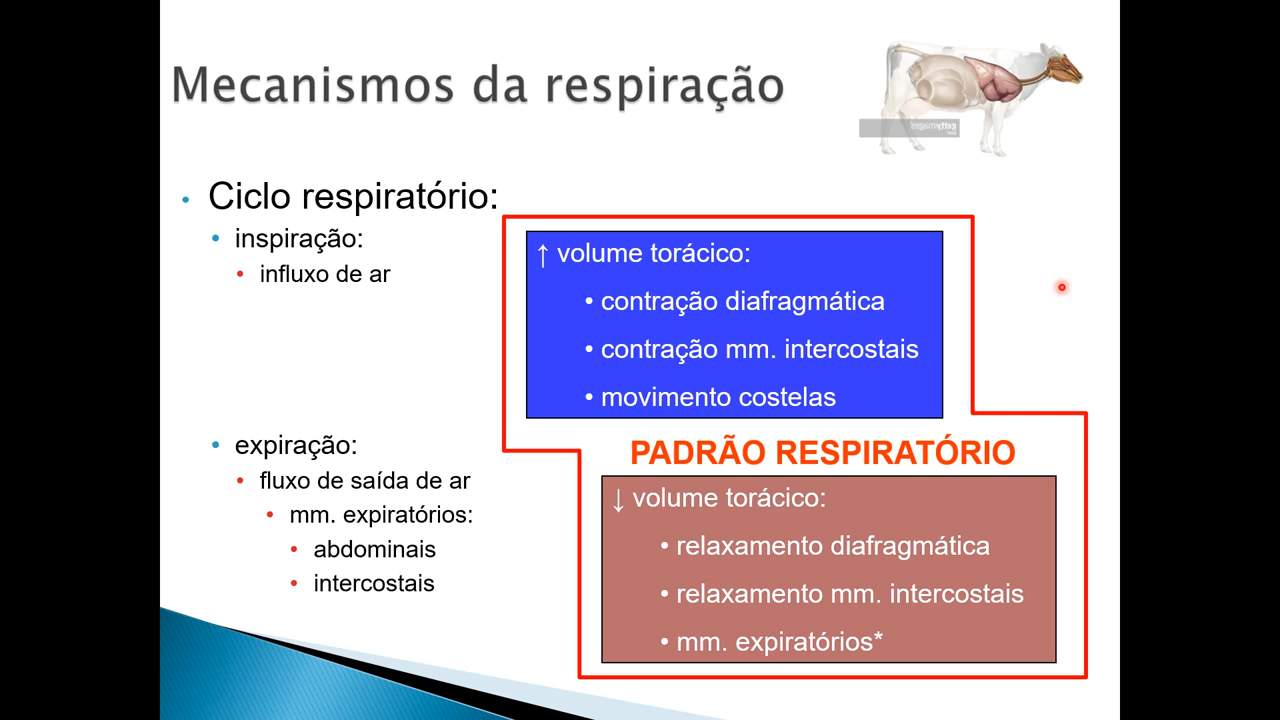 Mecanismos da respiração
gettyimages
• Ciclo respiratório:
• inspiração:
• influxo de ar
↑ volume torácico:
• contração diafragmática
• contração mm. intercostais
• movimento costelas
PADRÃO RESPIRATÓRIO
• expiração:
• fluxo de saída de ar
• mm. expiratórios:
• abdominais
• intercostais
↓ volume torácico:
• relaxamento diafragmática
• relaxamento mm. intercostais
• mm. expiratórios*